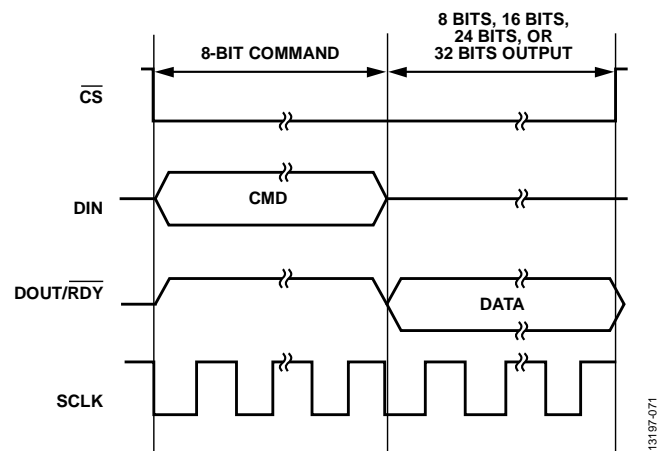 8 BITS, 16 BITS,
24 BITS, OR
32 BITS OUTPUT
8-BIT COMMAND
CS
DIN
CMD
DOUT/RDY
DATA
SCLK
13197-071